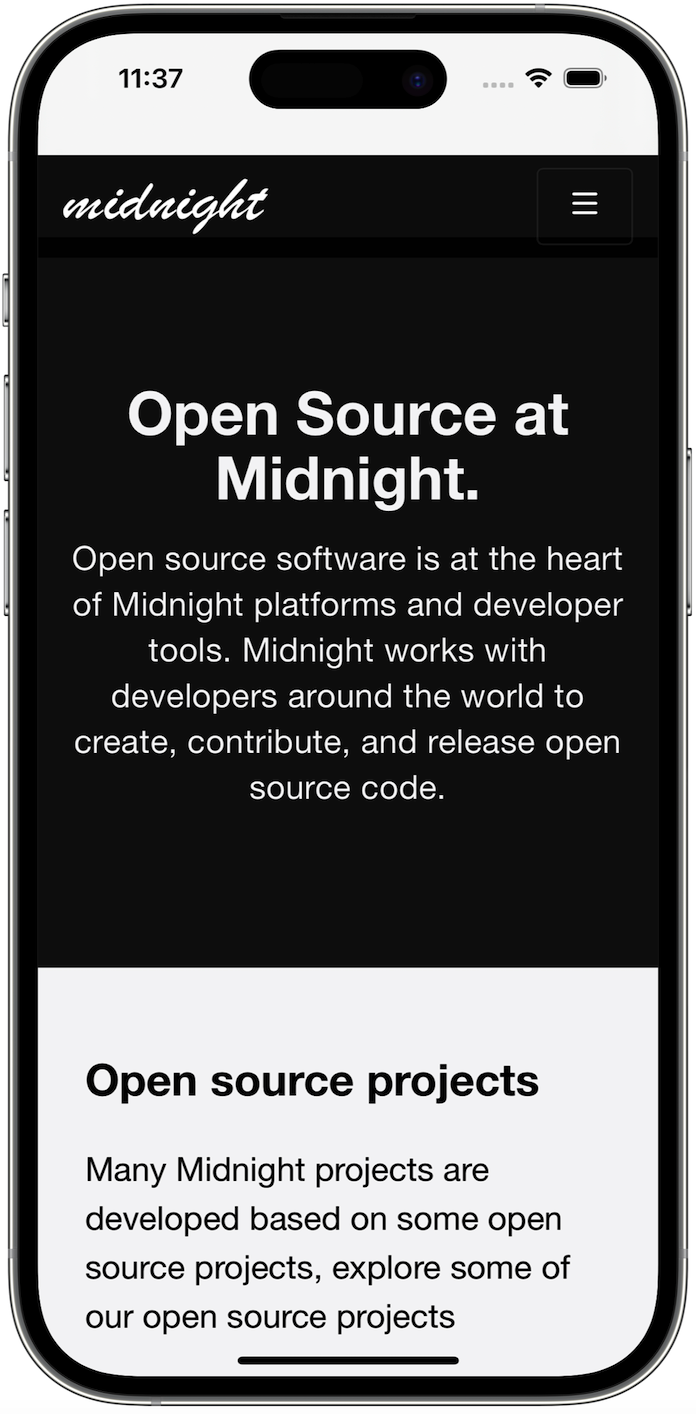 11:37
midnight
Open Source at
Midnight.
Open source software is at the heart
of Midnight platforms and developer
tools. Midnight works with
developers around the world to
create, contribute, and release open
source code.
Open source projects
Many Midnight projects are
developed based on some open
source projects, explore some of
our open source projects